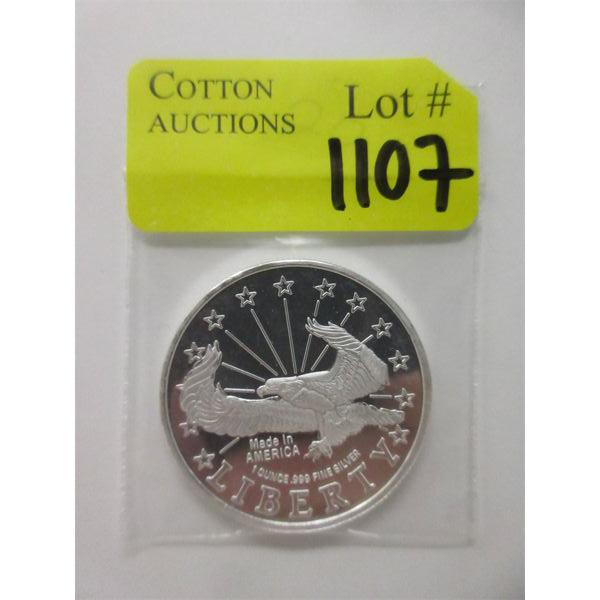 COTTON
AUCTIONS
Lot #
1107
Made In
AMERICA
1 OUNCE .999 FINE SILVER
LIBERTY